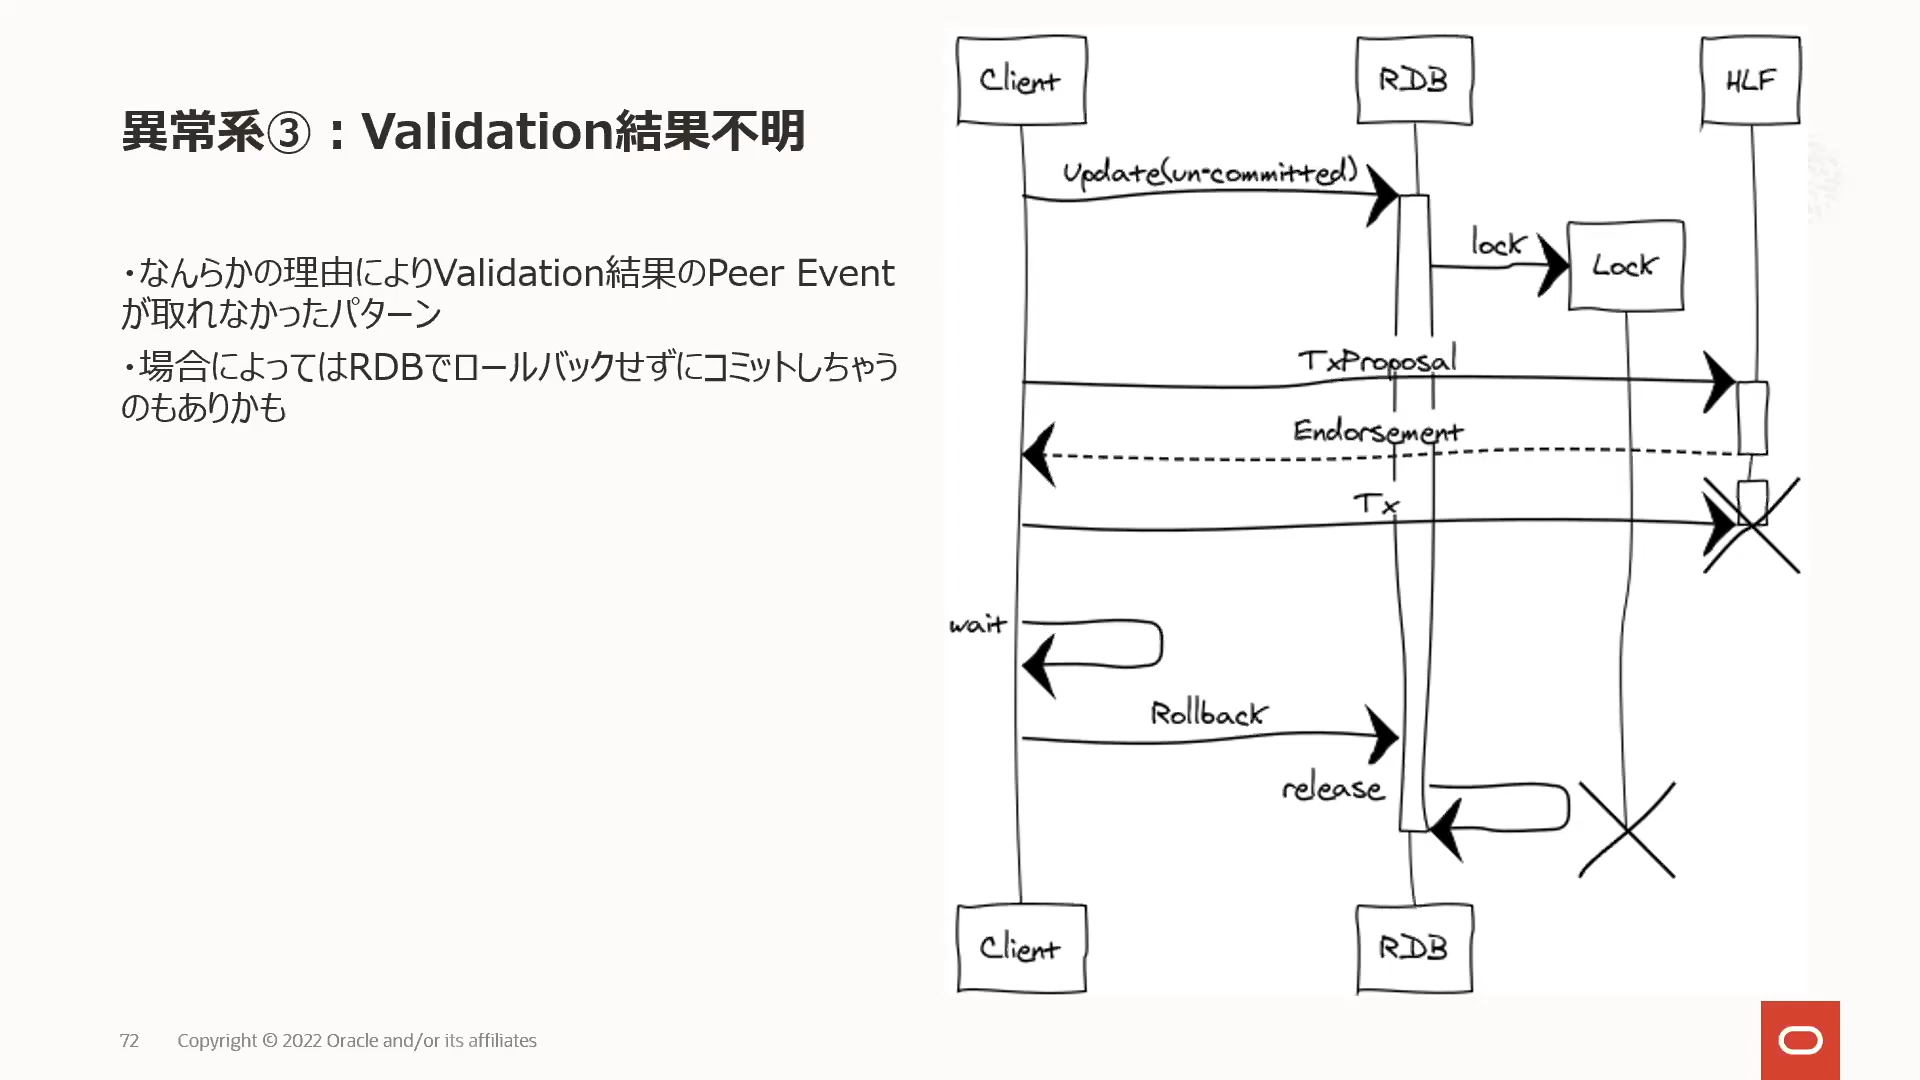 異常系③：Validation結果不明
・なんらかの理由によりValidation結果のPeer Event
が取れなかったパターン
・場合によってはRDBでロールバックせずにコミットしちゃう
のもありかも
Client
RDB
HLF
Update(un-committed)
lock
Lock
TxProposal
Endorsement
Tx
wait
Rollback
release
Client
RDB
72
Copyright © 2022 Oracle and/or its affiliates